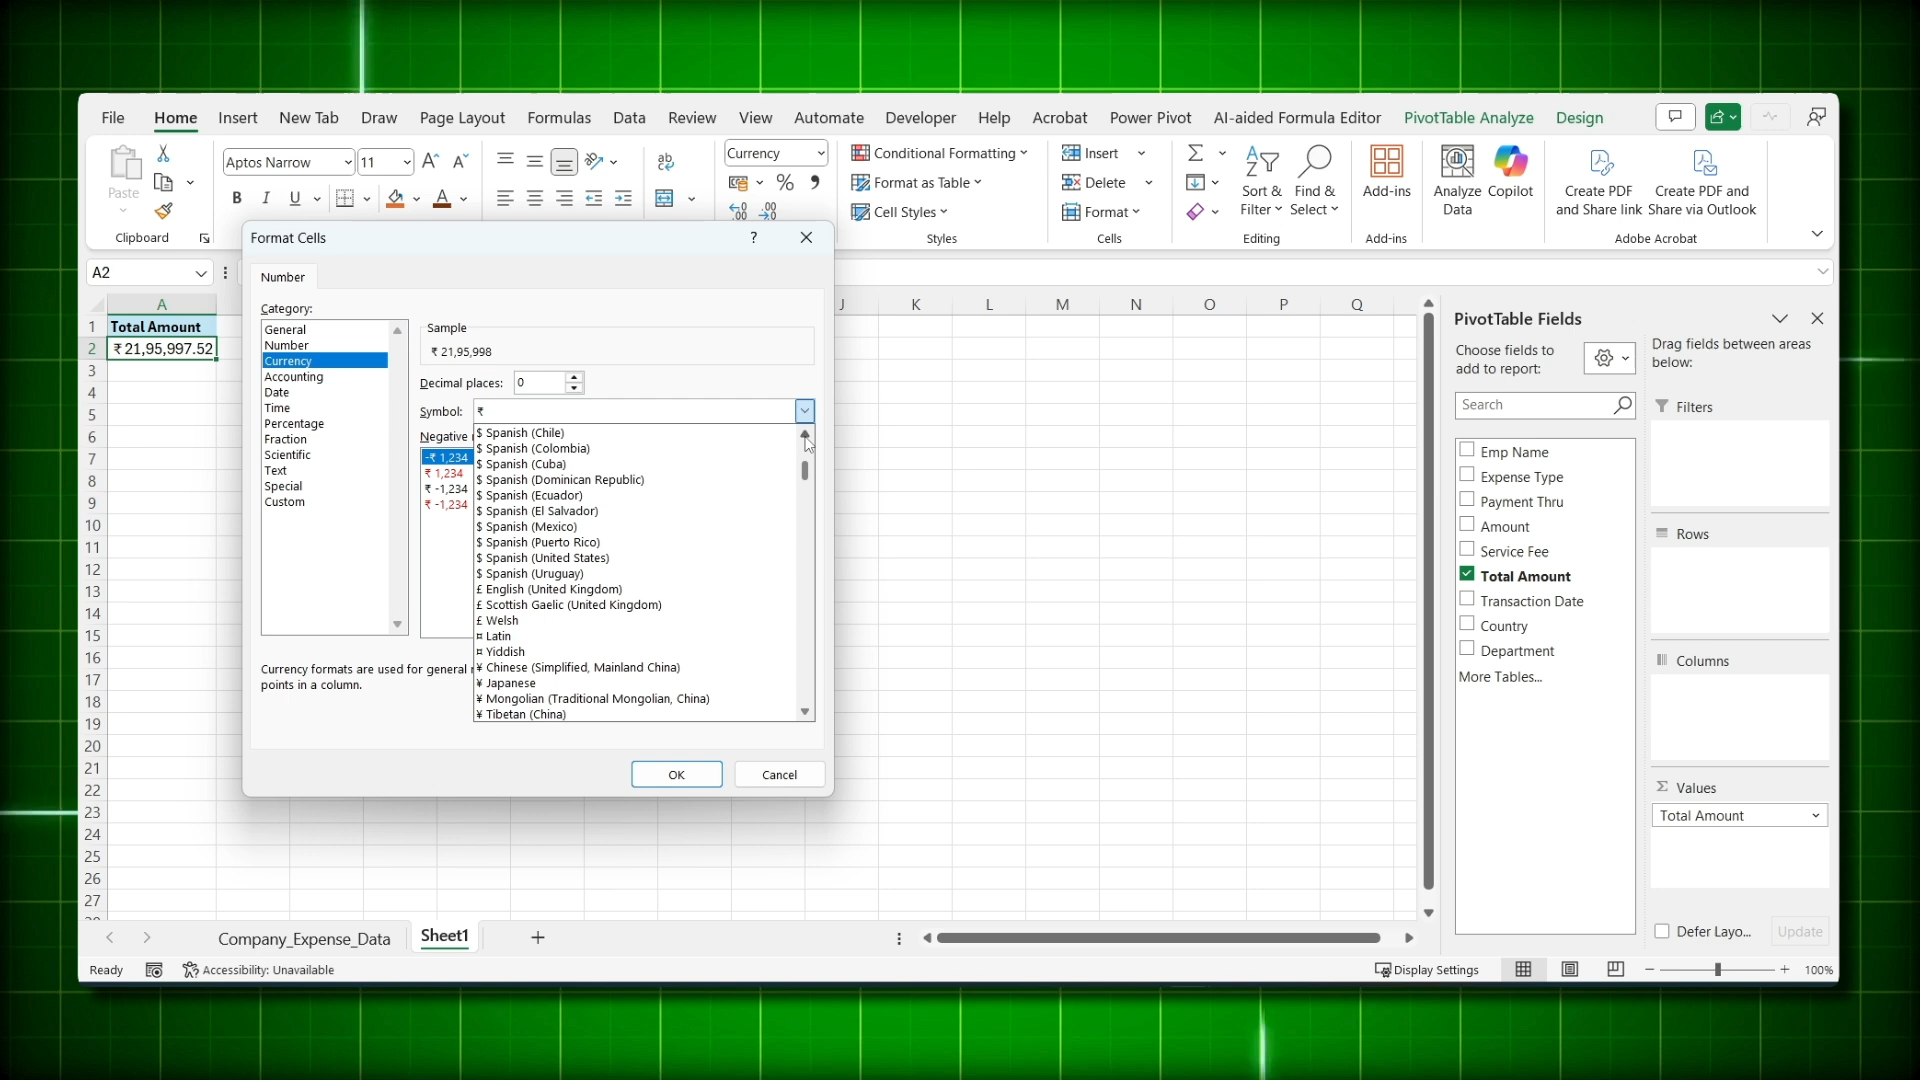 File Home Insert New Tab Draw Page Layout Formulas Data Review View Automate Developer Help Acrobat Power Pivot AI-aided Formula Editor PivotTable Analyze Design
Paste
Clipboard
Aptos Narrow 11
B I U
Currency
Conditional Formatting
Format as Table
Cell Styles
Styles
Insert
Delete
Format
Cells
Sort & Filter
Find & Select
Editing
Add-ins
Add-ins
Analyze Data
Copilot
Create PDF and Share link
Create PDF and Share via Outlook
Adobe Acrobat
A2
A J K L M N O P Q
1 Total Amount
2 ₹ 21,95,997.52
3
4
5
6
7
8
9
10
11
12
13
14
15
16
17
18
19
20
21
22
23
24
25
26
27
Format Cells
Number
Category:
General
Number
Currency
Accounting
Date
Time
Percentage
Fraction
Scientific
Text
Special
Custom
Sample
₹ 21,95,998
Decimal places: 0
Symbol: ₹
Negative
-₹ 1,234
₹ 1,234
₹ -1,234
₹ -1,234
$ Spanish (Chile)
$ Spanish (Colombia)
$ Spanish (Cuba)
$ Spanish (Dominican Republic)
$ Spanish (Ecuador)
$ Spanish (El Salvador)
$ Spanish (Mexico)
$ Spanish (Puerto Rico)
$ Spanish (United States)
$ Spanish (Uruguay)
£ English (United Kingdom)
£ Scottish Gaelic (United Kingdom)
£ Welsh
¤ Latin
¤ Yiddish
¥ Chinese (Simplified, Mainland China)
¥ Japanese
¥ Mongolian (Traditional Mongolian, China)
¥ Tibetan (China)
Currency formats are used for general
points in a column.
OK Cancel
PivotTable Fields
Choose fields to
add to report:
Search
Emp Name
Expense Type
Payment Thru
Amount
Service Fee
Total Amount
Transaction Date
Country
Department
More Tables...
Drag fields between areas
below:
Filters
Rows
Columns
Σ Values
Total Amount
Defer Layo... Update
Company_Expense_Data Sheet1
Ready Accessibility: Unavailable Display Settings 100%